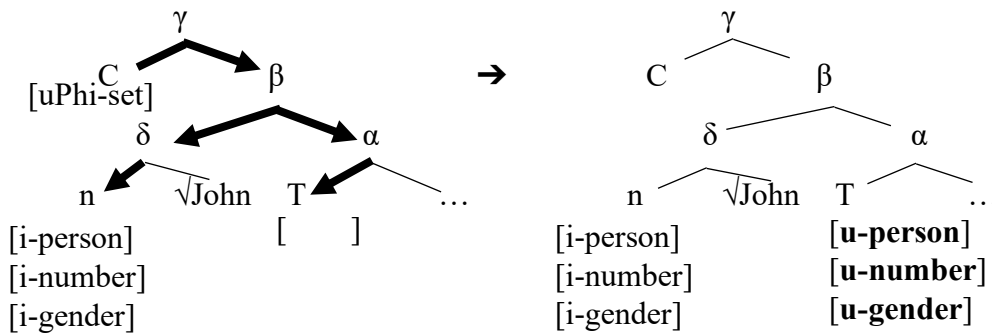 γ γ
C β ➔ C β
[uPhi-set]
δ α δ α
n √John T … n √John T ..
[i-person] [ ] [i-person] [u-person]
[i-number] [i-number] [u-number]
[i-gender] [i-gender] [u-gender]